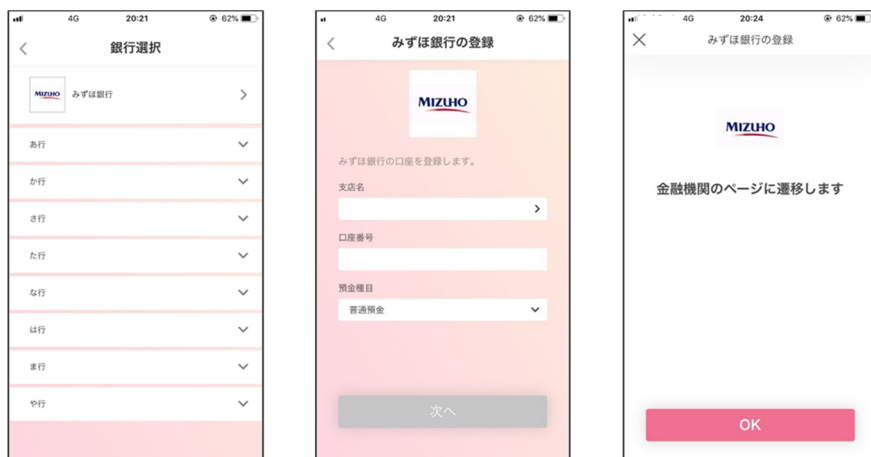 4G 20:21 62%
銀行選択
MIZUHO みずほ銀行
あ行
か行
さ行
た行
な行
は行
ま行
や行
4G 20:21 62%
みずほ銀行の登録
MIZUHO
みずほ銀行の口座を登録します。
支店名
口座番号
預金種目
普通預金
次へ
4G 20:24 62%
みずほ銀行の登録
MIZUHO
金融機関のページに遷移します
OK